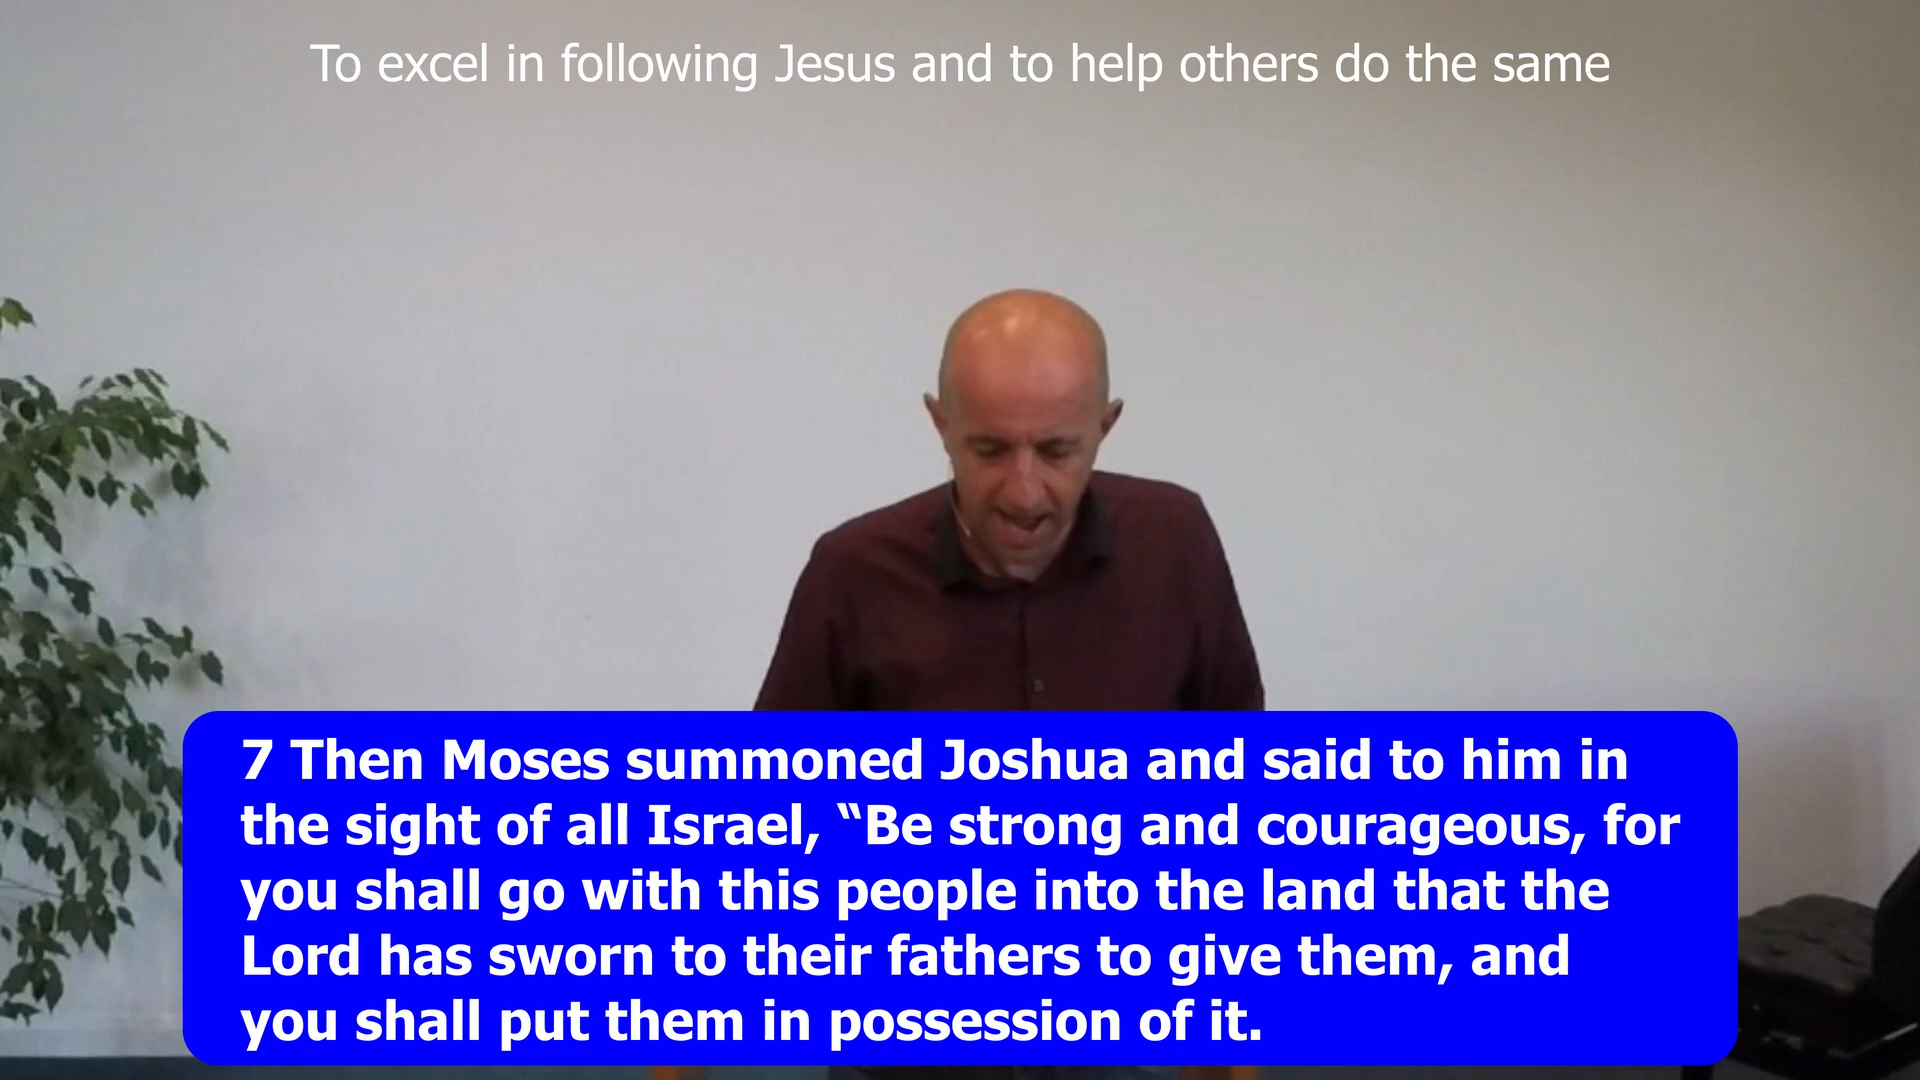 To excel in following Jesus and to help others do the same
7 Then Moses summoned Joshua and said to him in
the sight of all Israel, “Be strong and courageous, for
you shall go with this people into the land that the
Lord has sworn to their fathers to give them, and
you shall put them in possession of it.